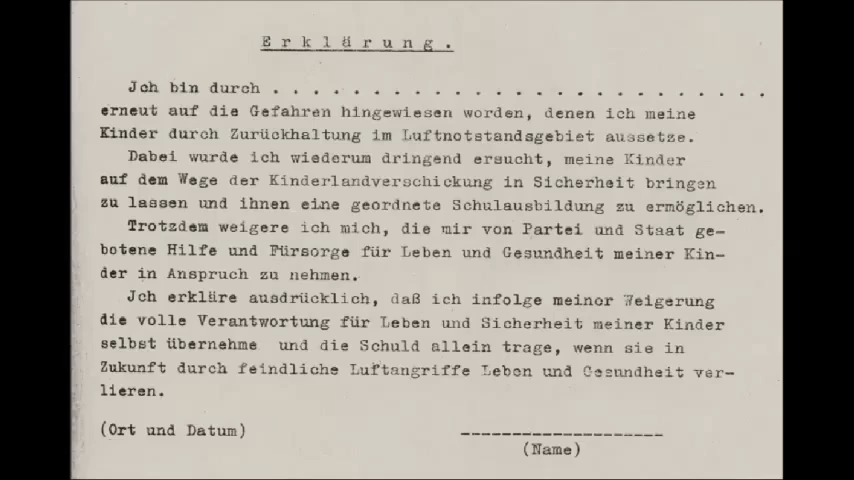 Erklärung.
Jch bin durch . . . . . . . . . . . . . . . . . . . . . . . . .
erneut auf die Gefahren hingewiesen worden, denen ich meine
Kinder durch Zurückhaltung im Luftnotstandsgebiet aussetze.
Dabei wurde ich wiederum dringend ersucht, meine Kinder
auf dem Wege der Kinderlandverschickung in Sicherheit bringen
zu lassen und ihnen eine geordnete Schulausbildung zu ermöglichen.
Trotzdem weigere ich mich, die mir von Partei und Staat ge-
botene Hilfe und Fürsorge für Leben und Gesundheit meiner Kin-
der in Anspruch zu nehmen.
Jch erkläre ausdrücklich, daß ich infolge meiner Weigerung
die volle Verantwortung für Leben und Sicherheit meiner Kinder
selbst übernehme und die Schuld allein trage, wenn sie in
Zukunft durch feindliche Luftangriffe Leben und Gesundheit ver-
lieren.
(Ort und Datum) --------------------
(Name)